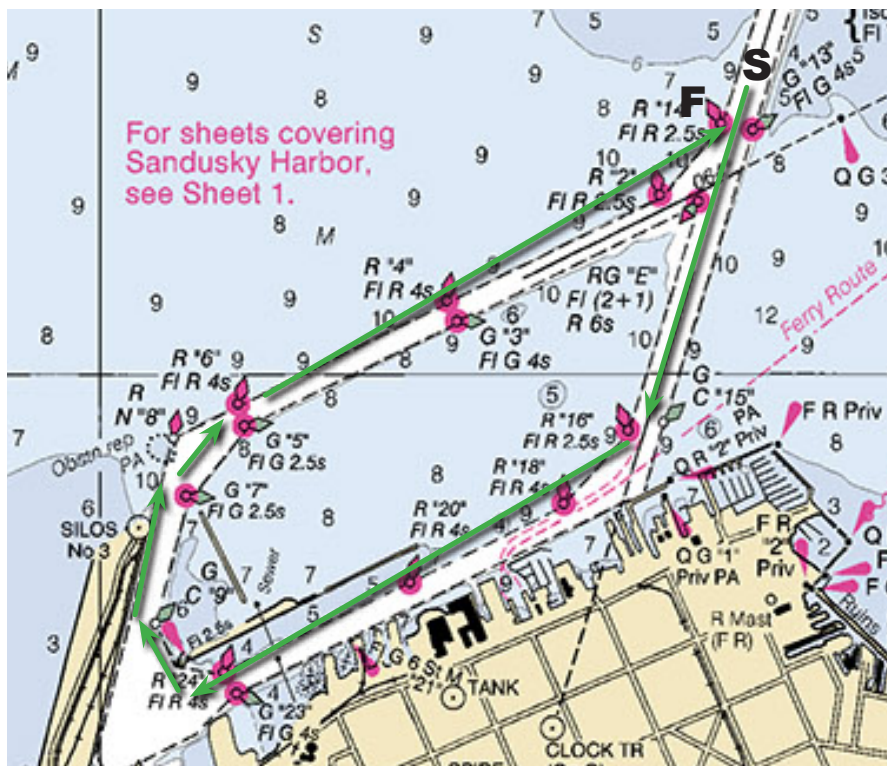 For sheets covering
Sandusky Harbor,
see Sheet 1.
S
M
F
S
G "13"
Fl G 4s
R "14"
Fl R 2.5s
R "2"
Fl R 2.5s
Q G 3
RG "E"
Fl (2+1)
R 6s
Ferry Route
R "4"
Fl R 4s
G "3"
Fl G 4s
R "6"
Fl R 4s
R
N "8"
Obstn rep
PA
G "5"
Fl G 2.5s
G "7"
Fl G 2.5s
SILOS
No 3
G
C "9"
Fl 2.5s
Sewer
R "24"
Fl R 4s
G "23"
Fl G 4s
R "20"
Fl R 4s
R "18"
Fl R 4s
R "16"
Fl R 2.5s
G
C "15"
PA
Q R "2" Priv
F R Priv
Q G "1"
Priv PA
F R
"2"
Priv
Q
F
F
Ruins
R Mast
(F R)
G 6 St M
"21"
TANK
CLOCK TR
SPIRE